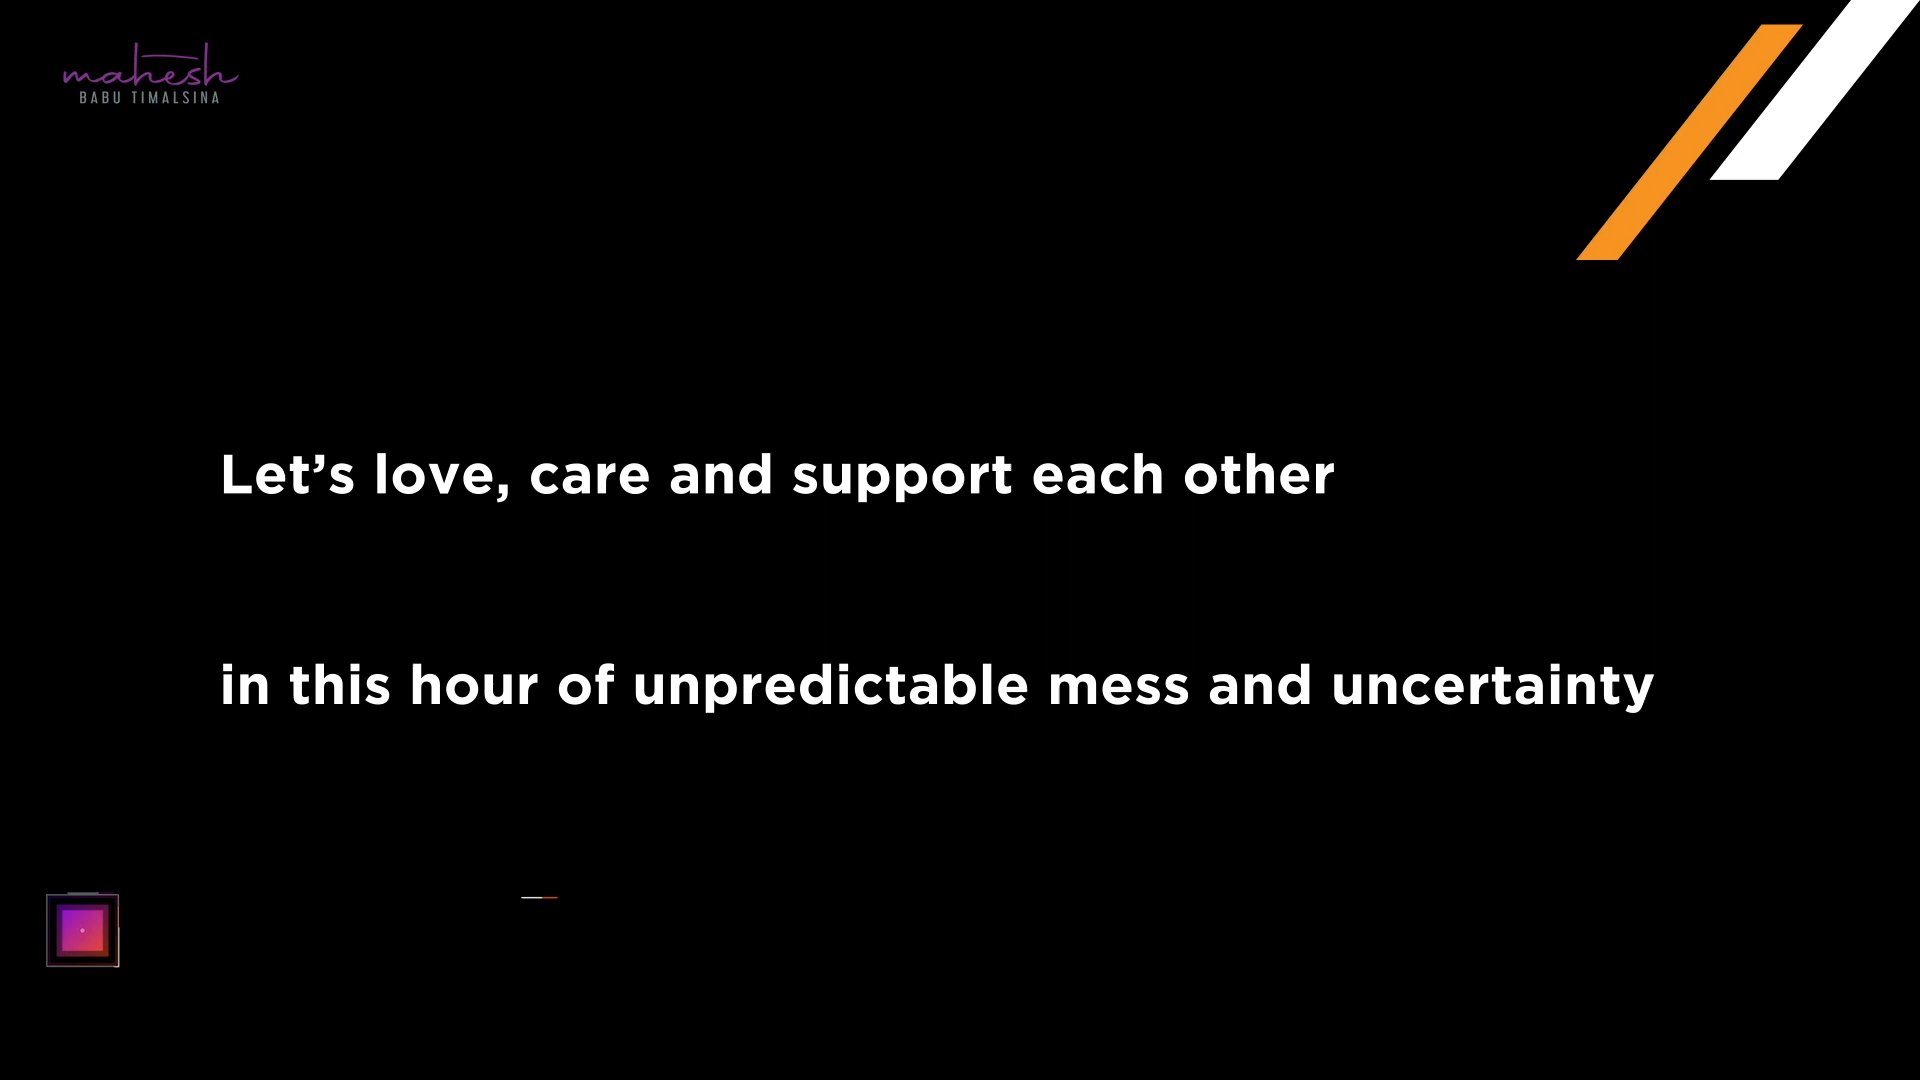 mahesh
BABU TIMALSINA
Let’s love, care and support each other
in this hour of unpredictable mess and uncertainty